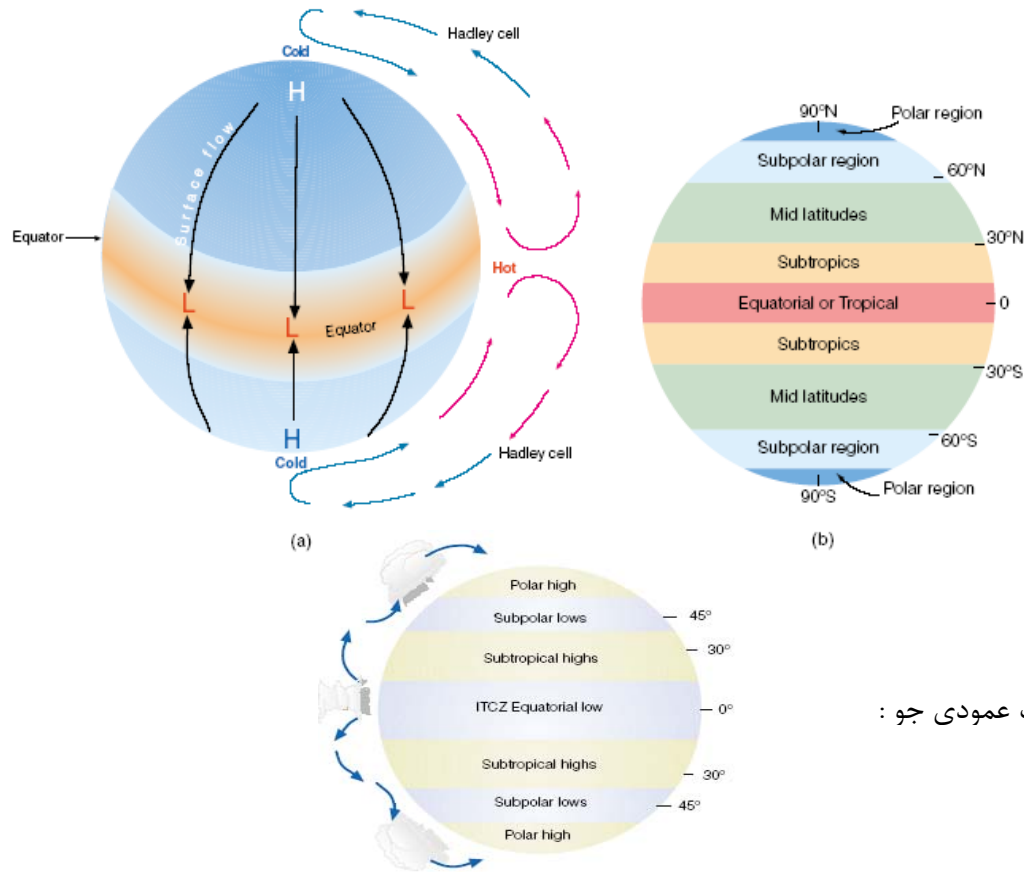 Cold
Hadley cell
H
Surface flow
Equator
Hot
L
L
L
Equator
H
Cold
Hadley cell
(a)
90°N
Polar region
Subpolar region
60°N
Mid latitudes
30°N
Subtropics
Equatorial or Tropical
0
Subtropics
30°S
Mid latitudes
Subpolar region
60°S
90°S
Polar region
(b)
Polar high
Subpolar lows
45°
Subtropical highs
30°
ITCZ Equatorial low
0°
Subtropical highs
30°
Subpolar lows
45°
Polar high
عمودی جو :